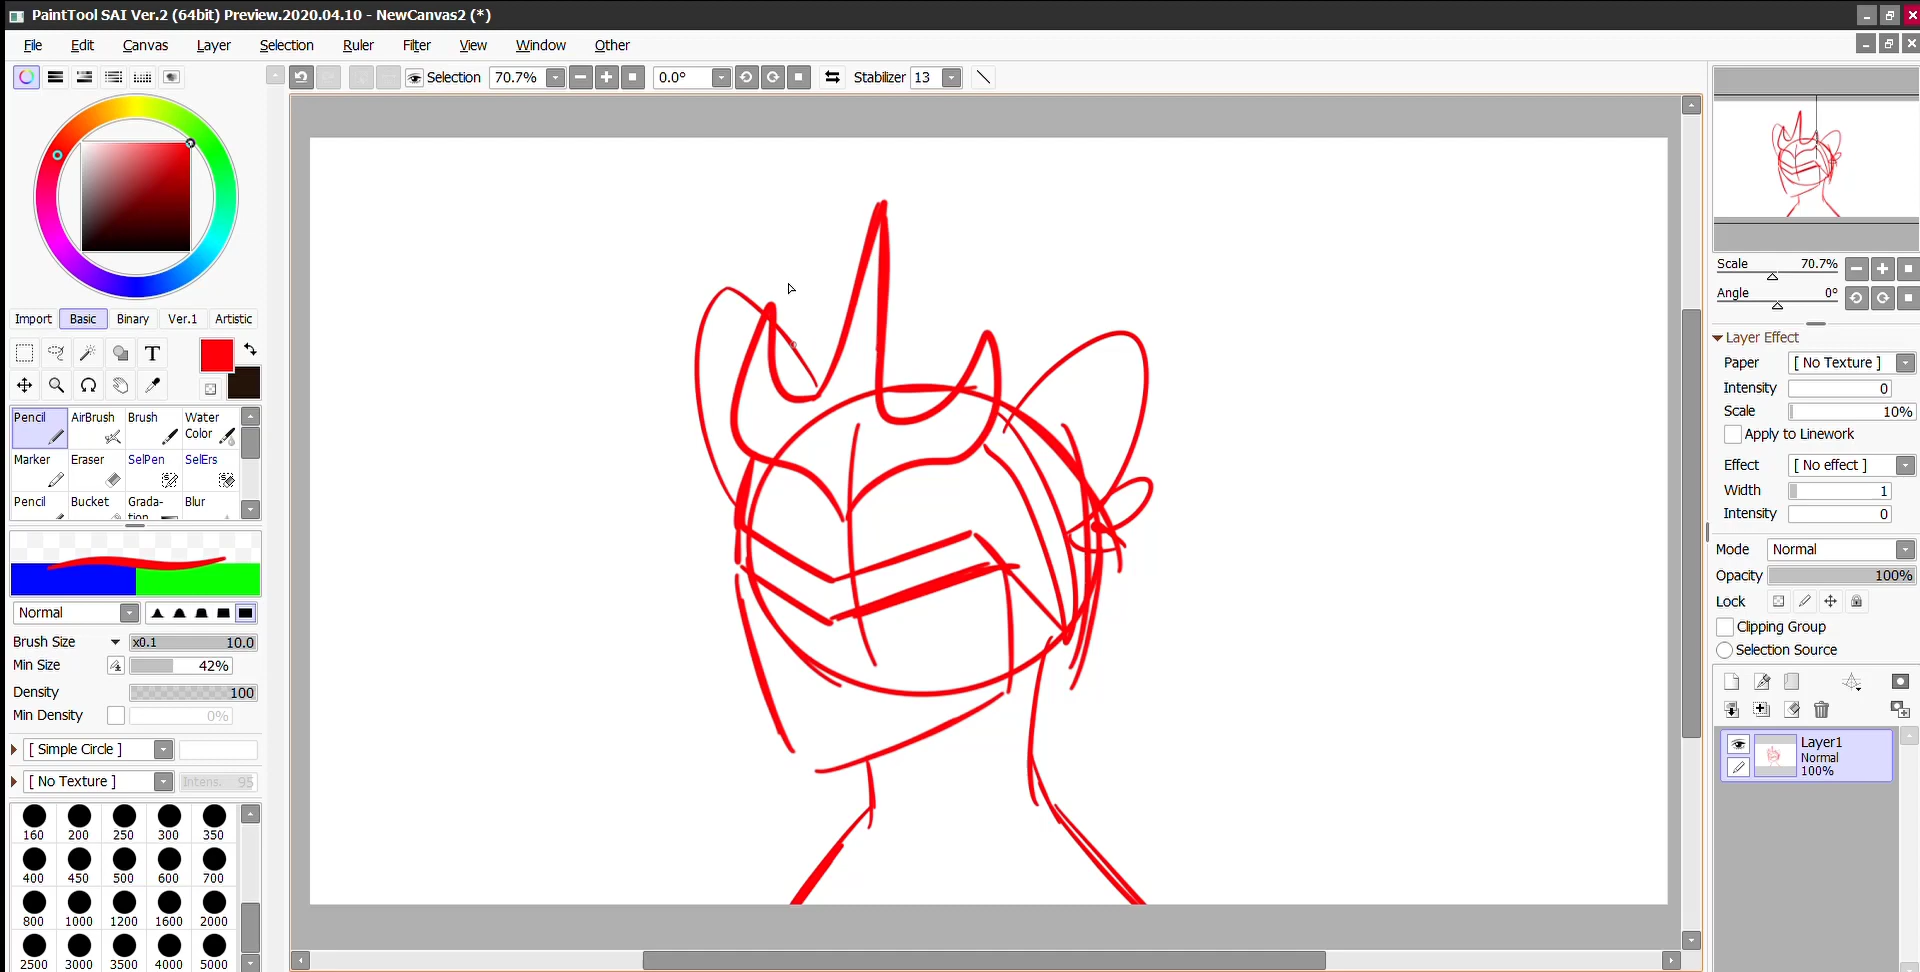 PaintTool SAI Ver.2 (64bit) Preview.2020.04.10 - NewCanvas2 (*)
File Edit Canvas Layer Selection Ruler Filter View Window Other
Selection 70.7% 0.0° Stabilizer 13
Scale 70.7%
Angle 0°
Import Basic Binary Ver.1 Artistic
T
Pencil AirBrush Brush Water Color
Marker Eraser SelPen SelErs
Pencil Bucket Grada-tion Blur
Normal
Brush Size x0.1 10.0
Min Size 42%
Density 100
Min Density 0%
[ Simple Circle ]
[ No Texture ] Intens. 95
160 200 250 300 350
400 450 500 600 700
800 1000 1200 1600 2000
2500 3000 3500 4000 5000
Layer Effect
Paper [ No Texture ]
Intensity 0
Scale 10%
Apply to Linework
Effect [ No effect ]
Width 1
Intensity 0
Mode Normal
Opacity 100%
Lock
Clipping Group
Selection Source
Layer1
Normal
100%